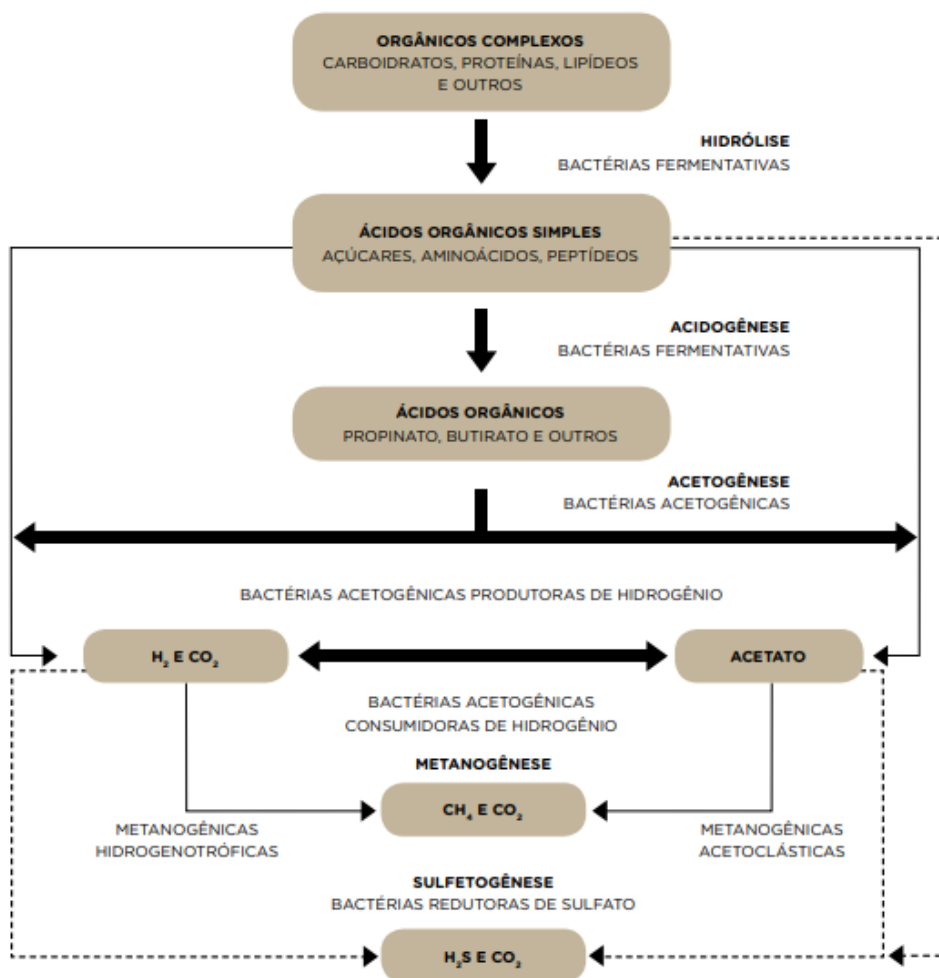 ORGÂNICOS COMPLEXOS
CARBOIDRATOS, PROTEÍNAS, LIPÍDEOS
E OUTROS
HIDRÓLISE
BACTÉRIAS FERMENTATIVAS
ÁCIDOS ORGÂNICOS SIMPLES
AÇÚCARES, AMINOÁCIDOS, PEPTÍDEOS
ACIDOGÊNESE
BACTÉRIAS FERMENTATIVAS
ÁCIDOS ORGÂNICOS
PROPINATO, BUTIRATO E OUTROS
ACETOGÊNESE
BACTÉRIAS ACETOGÊNICAS
BACTÉRIAS ACETOGÊNICAS PRODUTORAS DE HIDROGÊNIO
H₂ E CO₂
ACETATO
BACTÉRIAS ACETOGÊNICAS
CONSUMIDORAS DE HIDROGÊNIO
METANOGÊNESE
CH₄ E CO₂
METANOGÊNICAS
HIDROGENOTRÓFICAS
METANOGÊNICAS
ACETOCLÁSTICAS
SULFETOGÊNESE
BACTÉRIAS REDUTORAS DE SULFATO
H₂S E CO₂